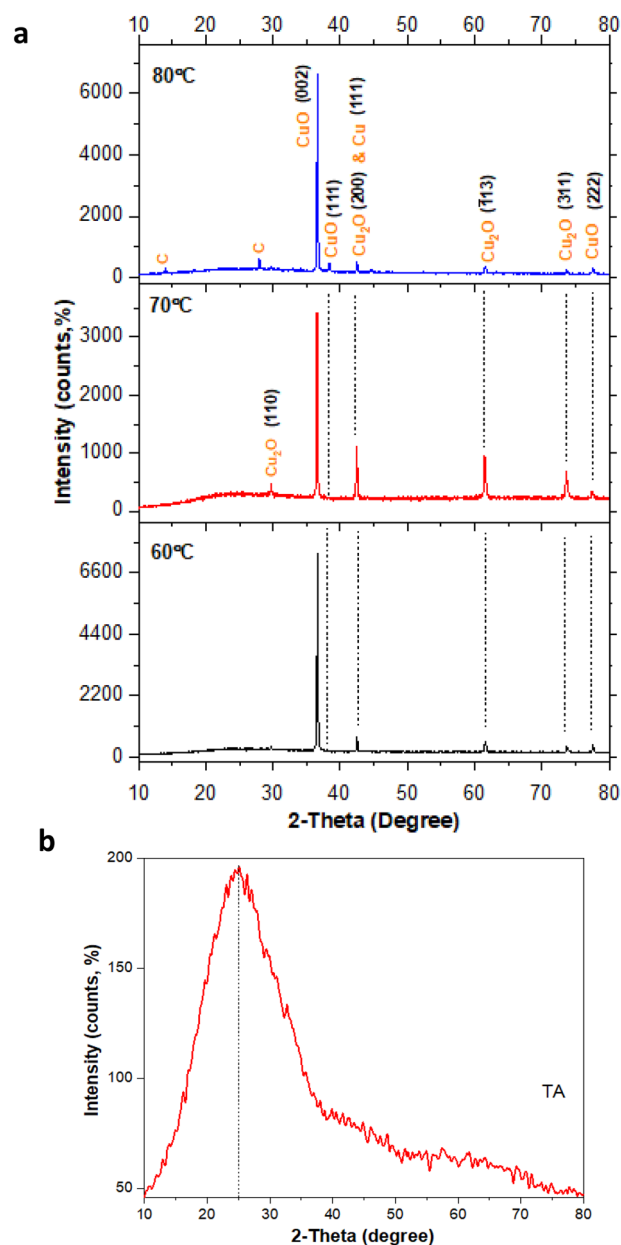 a
10 20 30 40 50 60 70 80
80℃
6000
4000
2000
0
C
C
CuO (002)
CuO (111)
Cu₂O (200)
& Cu (111)
Cu₂O (1̅13)
Cu₂O (311)
CuO (222)
70℃
3000
2000
1000
0
Cu₂O (110)
Intensity (counts,%)
60℃
6600
4400
2200
0
10 20 30 40 50 60 70 80
2-Theta (Degree)
b
200
150
100
50
Intensity (counts, %)
TA
10 20 30 40 50 60 70 80
2-Theta (degree)